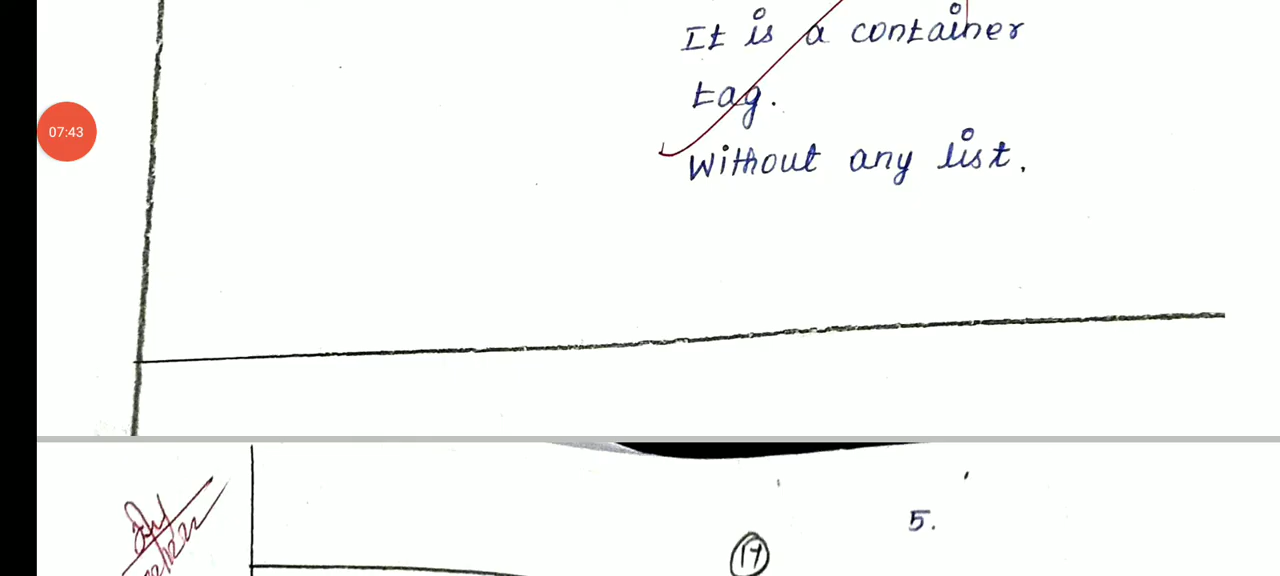 It is a container
tag.
07:43
Without any list.
5.
17